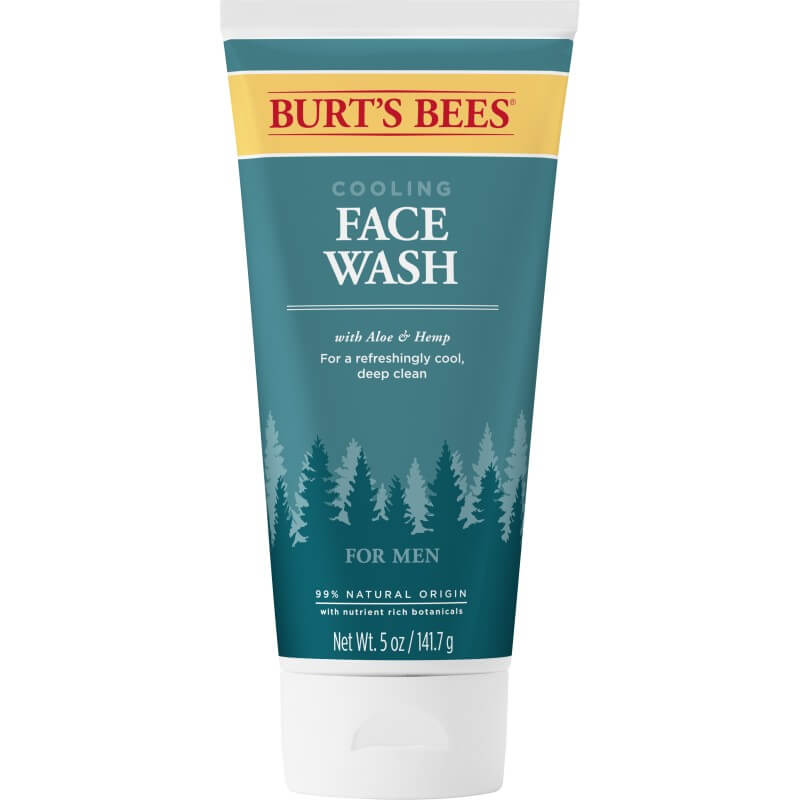 BURT'S BEES®
COOLING
FACE
WASH
with Aloe & Hemp
For a refreshingly cool,
deep clean
FOR MEN
99% NATURAL ORIGIN
with nutrient rich botanicals
Net Wt. 5 oz / 141.7 g